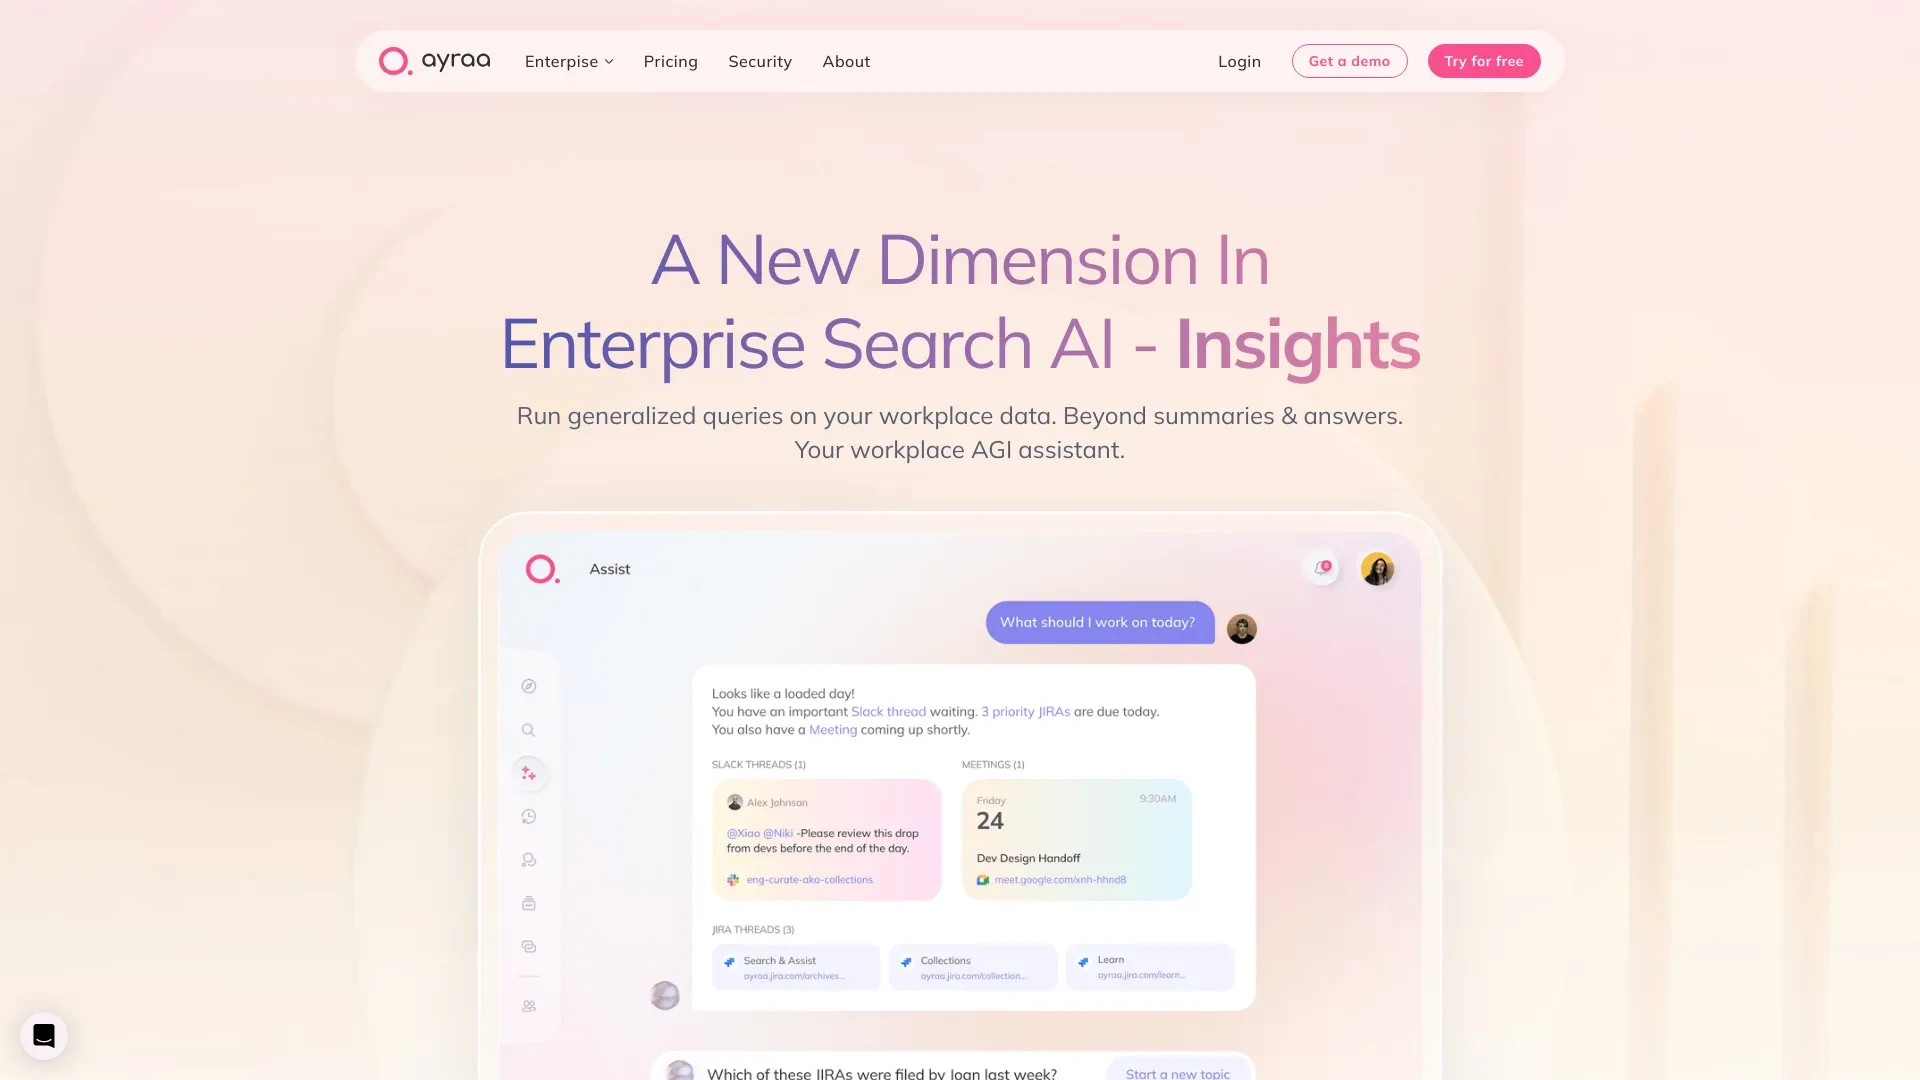 ayraa
Enterpise
Pricing
Security
About
Login
Get a demo
Try for free
A New Dimension In
Enterprise Search AI - Insights
Run generalized queries on your workplace data. Beyond summaries & answers.
Your workplace AGI assistant.
Assist
What should I work on today?
Looks like a loaded day!
You have an important Slack thread waiting. 3 priority JIRAs are due today.
You also have a Meeting coming up shortly.
SLACK THREADS (1)
Alex Johnson
@Xiao @Niki -Please review this drop
from devs before the end of the day.
eng-curate-aka-collections
MEETINGS (1)
Friday
9:30AM
24
Dev Design Handoff
meet.google.com/xnh-hhnd8
JIRA THREADS (3)
Search & Assist
ayraa.jira.com/archives...
Collections
ayraa.jira.com/collection...
Learn
ayraa.jira.com/learn...
Which of these JIRAs were filed by Joan last week?
Start a new topic